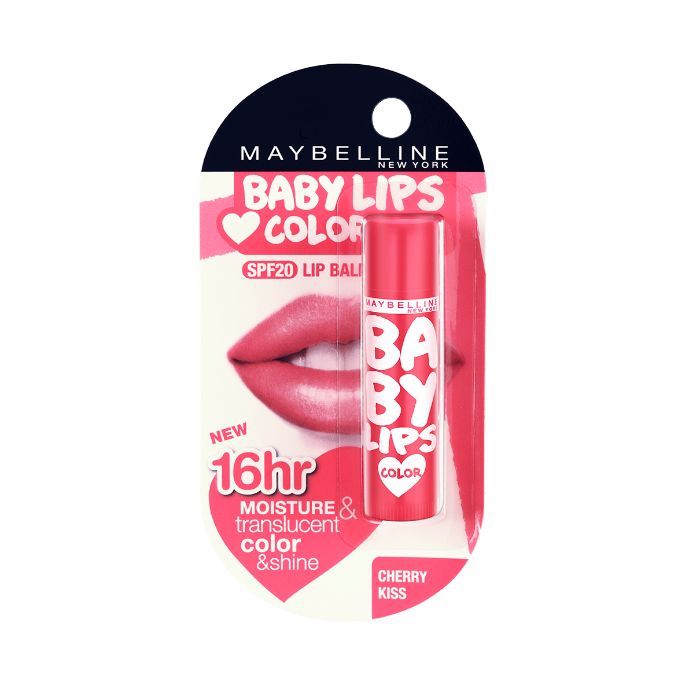 MAYBELLINE
NEW YORK
BABY LIPS
COLOR
SPF20 LIP BALM
MAYBELLINE
NEW YORK
BA
BY
LIPS
COLOR
NEW
16hr
MOISTURE &
translucent
color
&shine
CHERRY
KISS